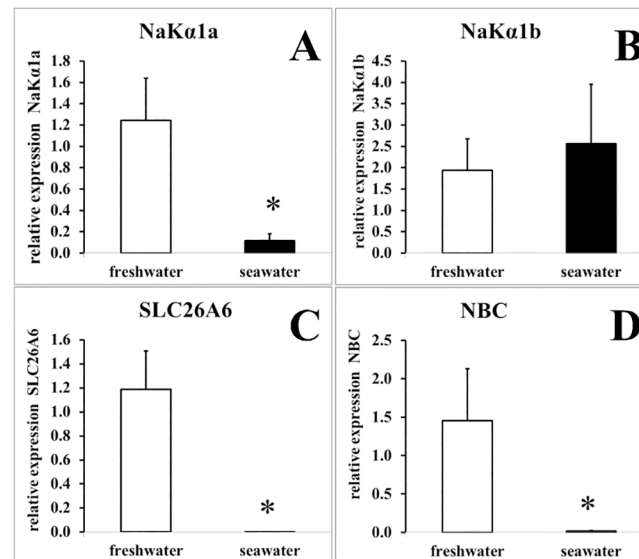 NaKα1a
A
relative expression NaKα1a
1.8
1.6
1.4
1.2
1.0
0.8
0.6
0.4
0.2
0.0
*
freshwater seawater
NaKα1b
B
relative expression NaKα1b
4.5
4.0
3.5
3.0
2.5
2.0
1.5
1.0
0.5
0.0
freshwater seawater
SLC26A6
C
relative expression SLC26A6
1.6
1.4
1.2
1.0
0.8
0.6
0.4
0.2
0.0
*
freshwater seawater
NBC
D
relative expression NBC
2.5
2.0
1.5
1.0
0.5
0.0
*
freshwater seawater